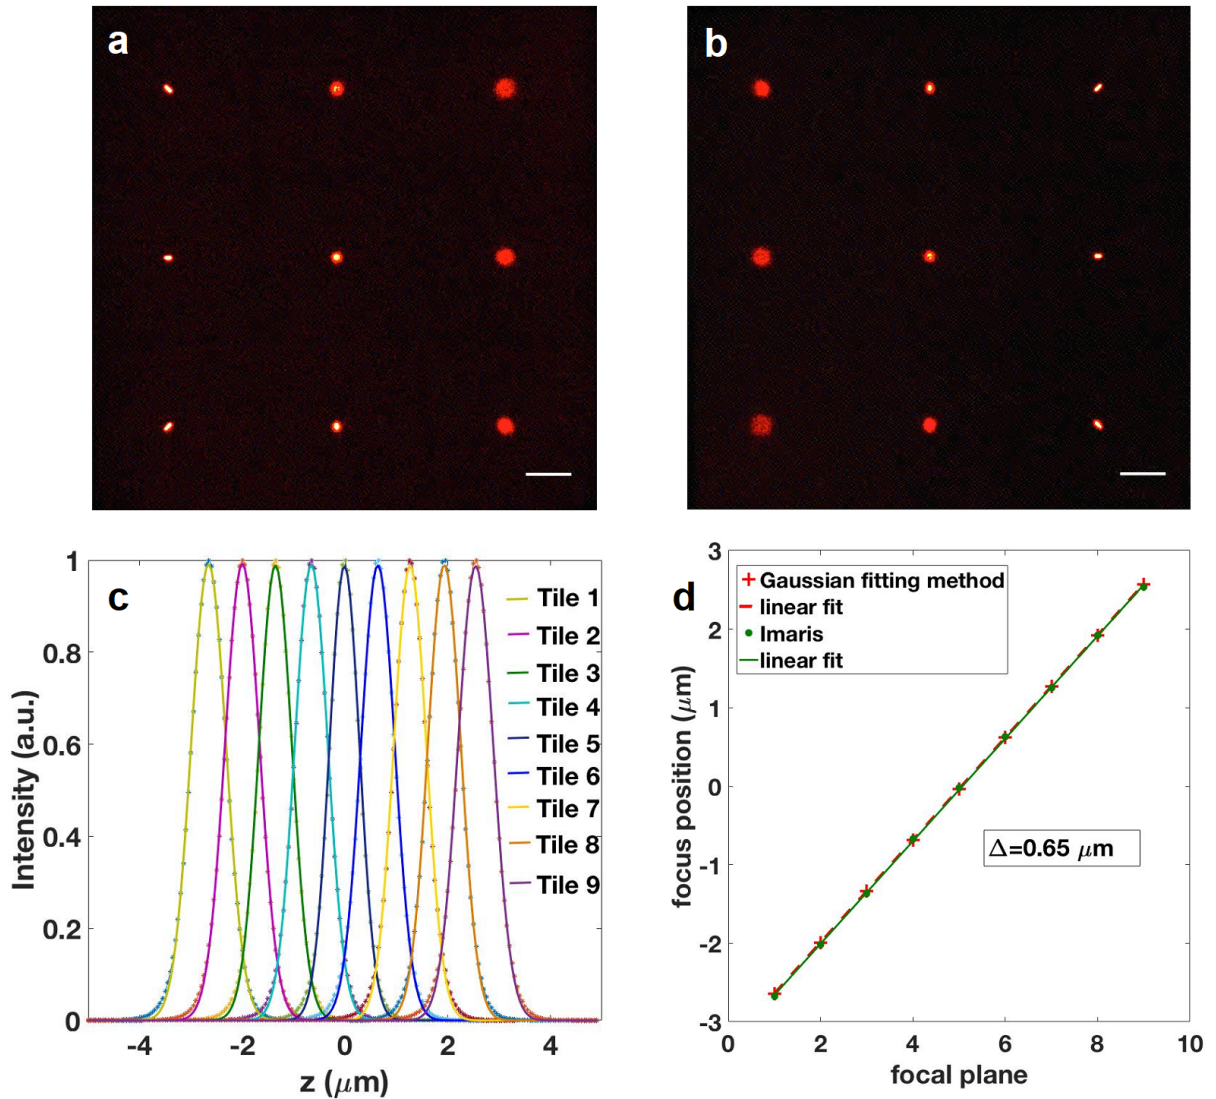 a
b
c
1
0.8
0.6
0.4
0.2
0
-4
-2
0
2
4
Intensity (a.u.)
z (μm)
Tile 1
Tile 2
Tile 3
Tile 4
Tile 5
Tile 6
Tile 7
Tile 8
Tile 9
d
3
2
1
0
-1
-2
-3
0
2
4
6
8
10
focus position (μm)
focal plane
Gaussian fitting method
linear fit
Imaris
linear fit
Δ=0.65 μm